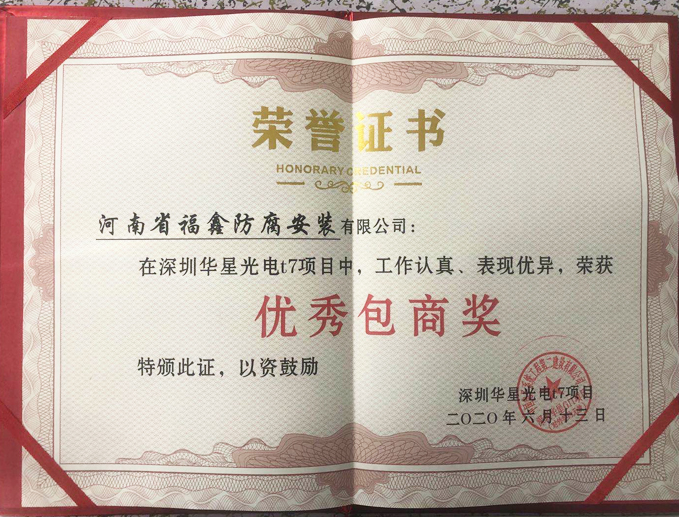 荣誉证书
HONORARY CREDENTIAL
河南省福鑫防腐安装有限公司：
在深圳华星光电t7项目中，工作认真、表现优异，荣获
优秀包商奖
特颁此证，以资鼓励
深圳华星光电t7项目
二〇二〇年六月十三日